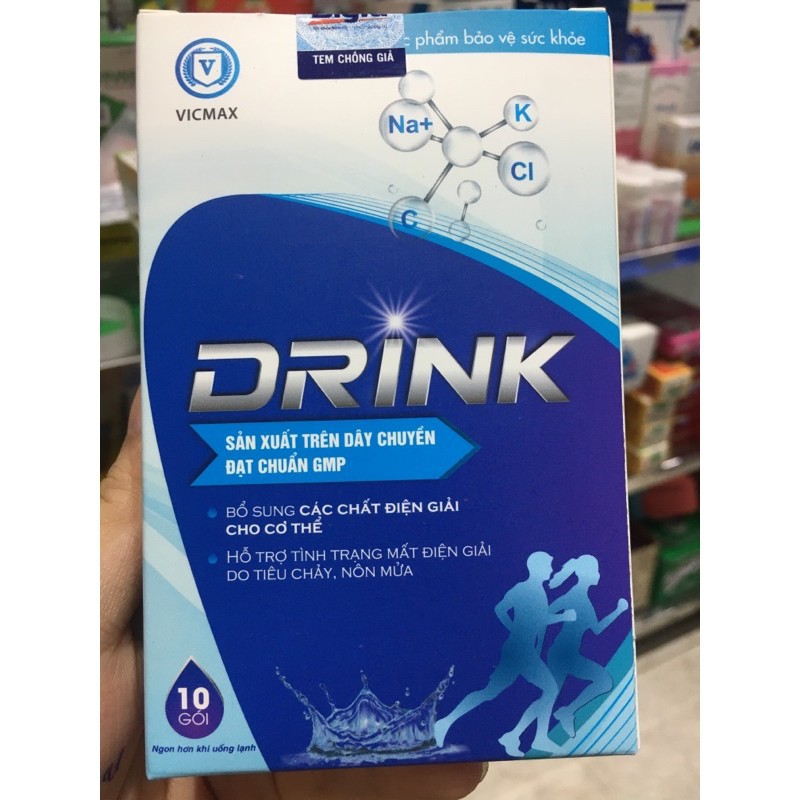 VICMAX
TEM CHỐNG GIẢ
phẩm bảo vệ sức khỏe
Na+
K
Cl
C
DRINK
SẢN XUẤT TRÊN DÂY CHUYỀN
ĐẠT CHUẨN GMP
BỔ SUNG CÁC CHẤT ĐIỆN GIẢI
CHO CƠ THỂ
HỖ TRỢ TÌNH TRẠNG MẤT ĐIỆN GIẢI
DO TIÊU CHẢY, NÔN MỬA
10
GÓI
Ngon hơn khi uống lạnh